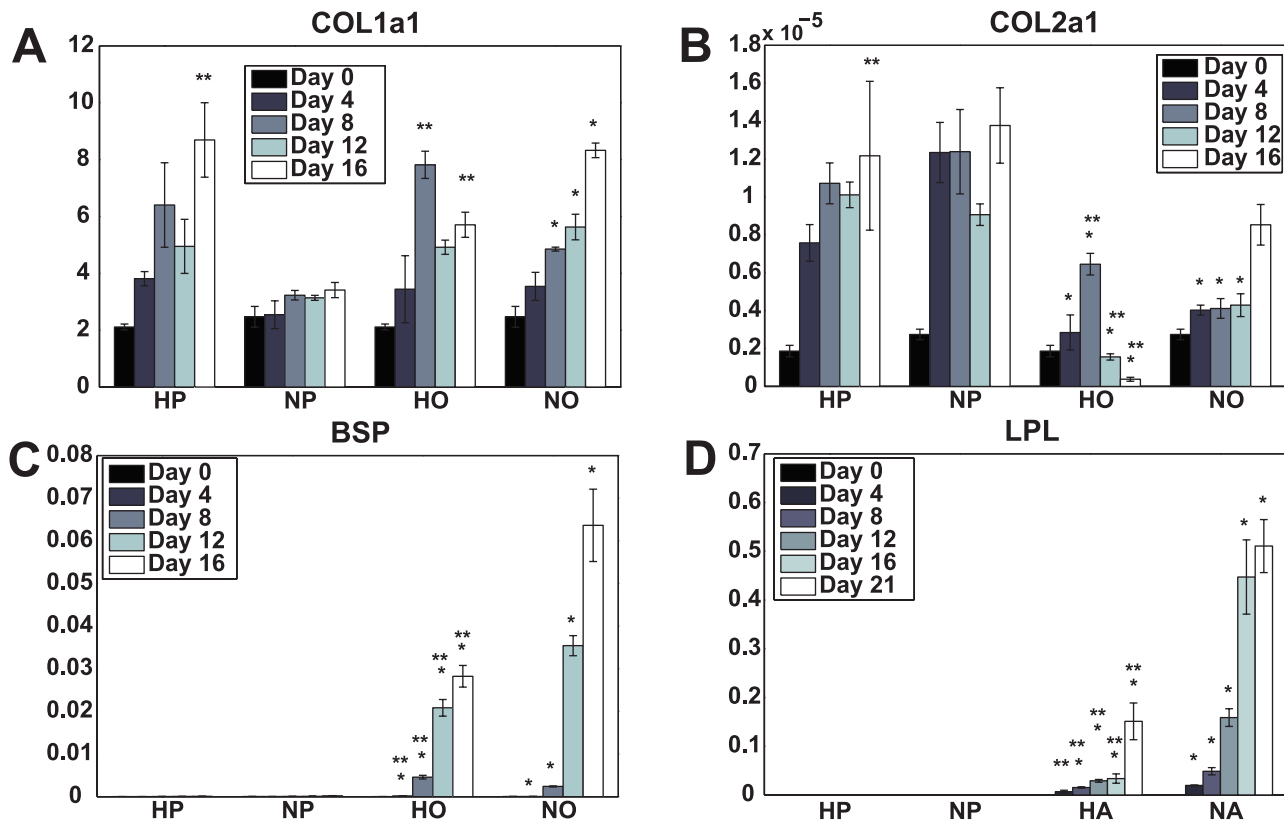 A
COL1a1
12
10
8
6
4
2
0
Day 0
Day 4
Day 8
Day 12
Day 16
**
**
**
*
*
*
HP
NP
HO
NO
B
COL2a1
1.8 x 10⁻⁵
1.6
1.4
1.2
1
0.8
0.6
0.4
0.2
0
Day 0
Day 4
Day 8
Day 12
Day 16
**
*
**
*
**
*
**
*
*
*
*
HP
NP
HO
NO
C
BSP
0.08
0.07
0.06
0.05
0.04
0.03
0.02
0.01
0
Day 0
Day 4
Day 8
Day 12
Day 16
**
*
**
*
**
*
**
*
*
*
*
*
HP
NP
HO
NO
D
LPL
0.7
0.6
0.5
0.4
0.3
0.2
0.1
0
Day 0
Day 4
Day 8
Day 12
Day 16
Day 21
**
**
*
**
*
**
*
**
*
*
*
*
*
*
HP
NP
HA
NA